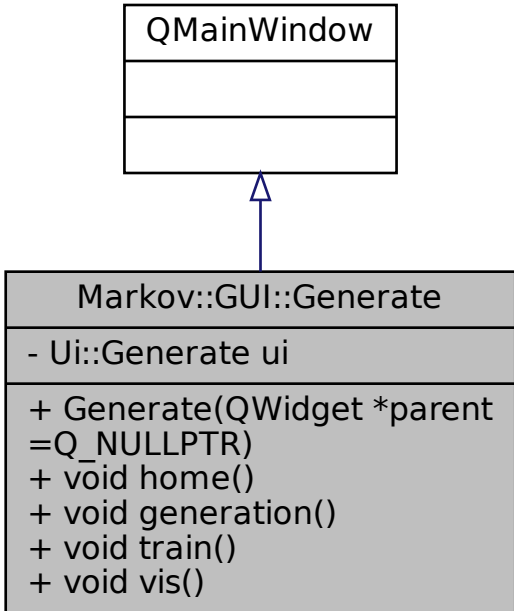 QMainWindow
Markov::GUI::Generate
- Ui::Generate ui
+ Generate(QWidget *parent
=Q_NULLPTR)
+ void home()
+ void generation()
+ void train()
+ void vis()